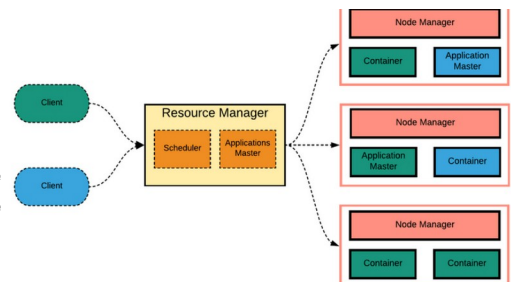 Client
Client
Resource Manager
Scheduler
Applications
Master
Node Manager
Container
Application
Master
Node Manager
Application
Master
Container
Node Manager
Container
Container